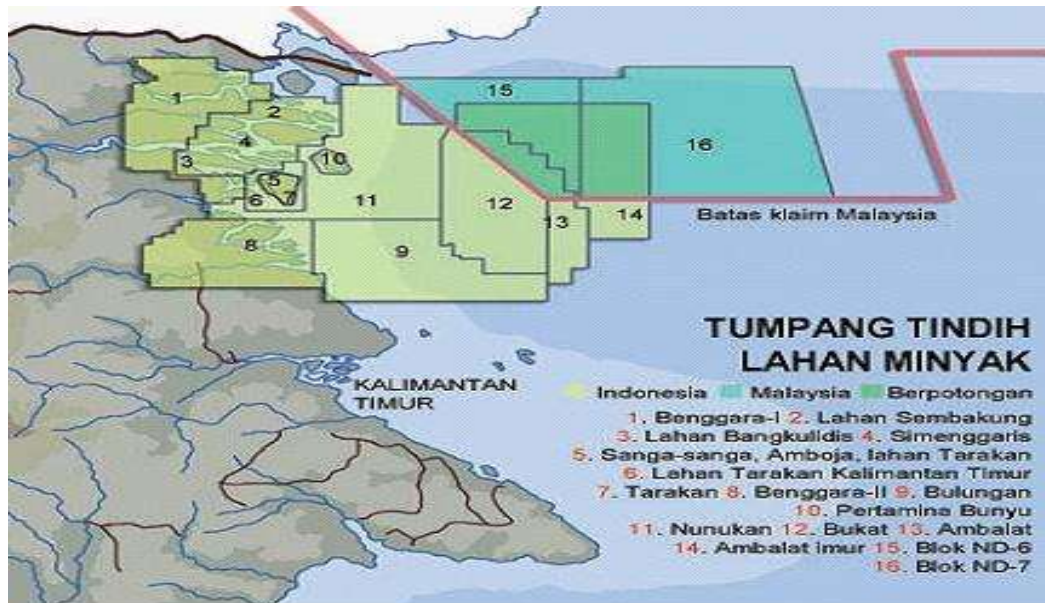 1
2
15
4
16
3
10
5
7
6
11
12
13
14
Batas klaim Malaysia
8
9
TUMPANG TINDIH
LAHAN MINYAK
KALIMANTAN
TIMUR
Indonesia Malaysia Berpotongan
1. Benggara-I 2. Lahan Sembakung
3. Lahan Bangkulidis 4. Simenggaris
5. Sanga-sanga, Amboja, lahan Tarakan
6. Lahan Tarakan Kalimantan Timur
7. Tarakan 8. Benggara-II 9. Bulungan
10. Pertamina Bunyu
11. Nunukan 12. Bukat 13. Ambalat
14. Ambalat imur 15. Blok ND-6
16. Blok ND-7